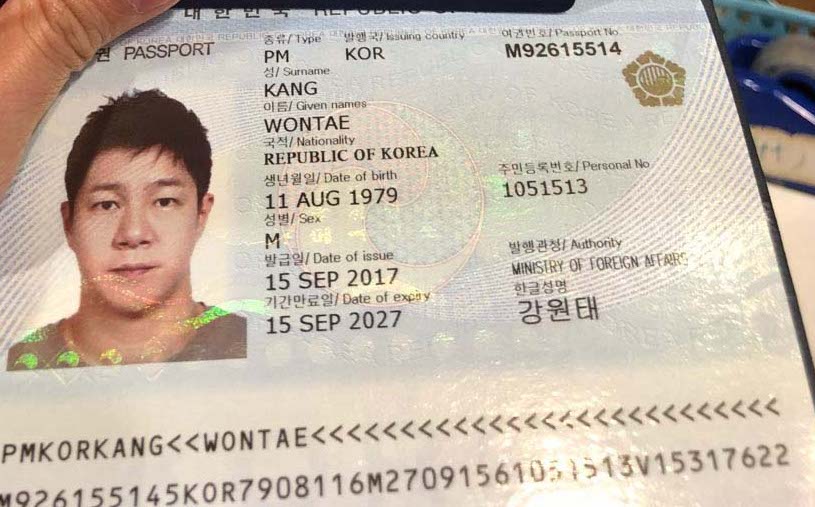 대한민국 REPUBLIC OF
권 PASSPORT
종류/ Type 발행국/ Issuing country 여권번호/ Passport No.
PM KOR M92615514
성/ Surname
KANG
이름/ Given names
WONTAE
국적/ Nationality
REPUBLIC OF KOREA
생년월일/ Date of birth 주민등록번호/ Personal No
11 AUG 1979 1051513
성별/ Sex
M
발급일/ Date of issue 발행관청/ Authority
15 SEP 2017 MINISTRY OF FOREIGN AFFAIRS
기간만료일/ Date of expiry 한글성명
15 SEP 2027 강원태
PMKORKANG<<WONTAE<<<<<<<<<<<<<<<<<<<<<<<<<<<
M926155145KOR7908116M27091561051513V15317622